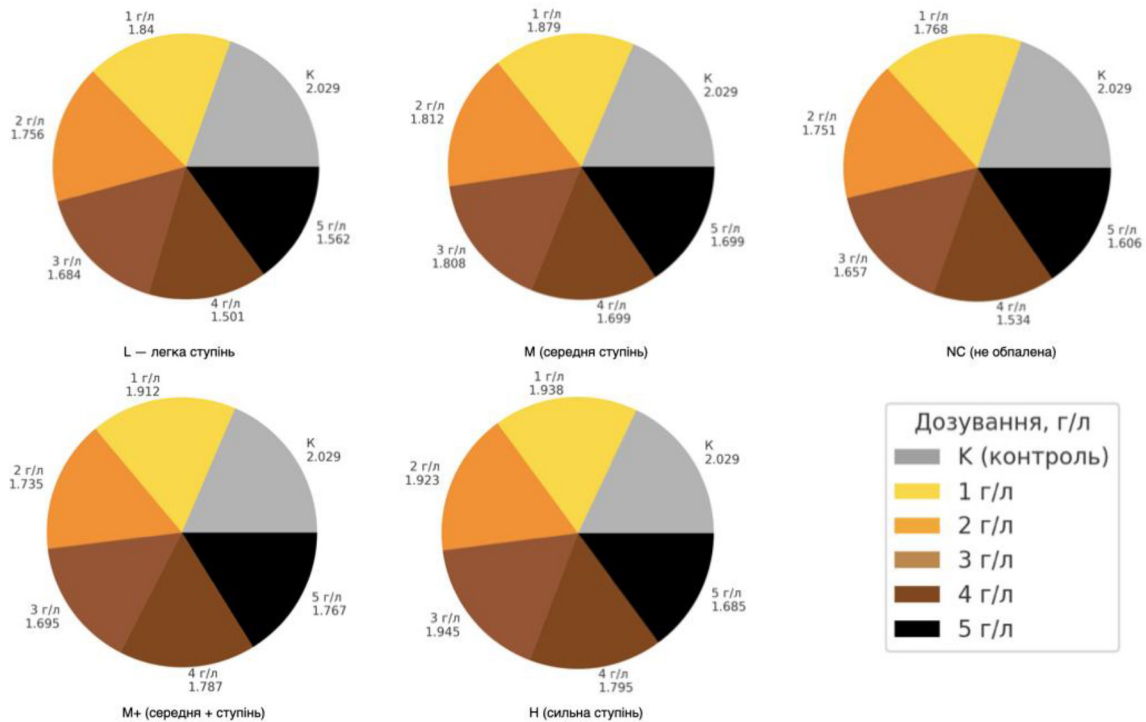 1 г/л
1.84
К
2.029
2 г/л
1.756
3 г/л
1.684
4 г/л
1.501
5 г/л
1.562
L — легка ступінь
1 г/л
1.879
К
2.029
2 г/л
1.812
3 г/л
1.808
4 г/л
1.699
5 г/л
1.699
М (середня ступінь)
1 г/л
1.768
К
2.029
2 г/л
1.751
3 г/л
1.657
4 г/л
1.534
5 г/л
1.606
NC (не обпалена)
1 г/л
1.912
К
2.029
2 г/л
1.735
3 г/л
1.695
4 г/л
1.787
5 г/л
1.767
М+ (середня + ступінь)
1 г/л
1.938
К
2.029
2 г/л
1.923
3 г/л
1.945
4 г/л
1.795
5 г/л
1.685
Н (сильна ступінь)
Дозування, г/л
К (контроль)
1 г/л
2 г/л
3 г/л
4 г/л
5 г/л